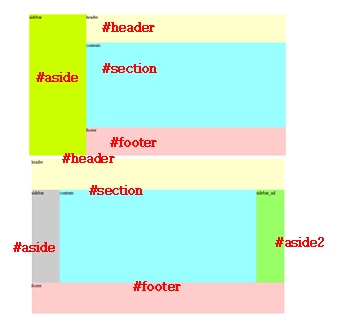 sidebar
header
#header
contents
#section
#aside
footer
#footer
header
#header
sidebar
contents
#section
sidebar_ad
#aside
#aside2
footer
#footer